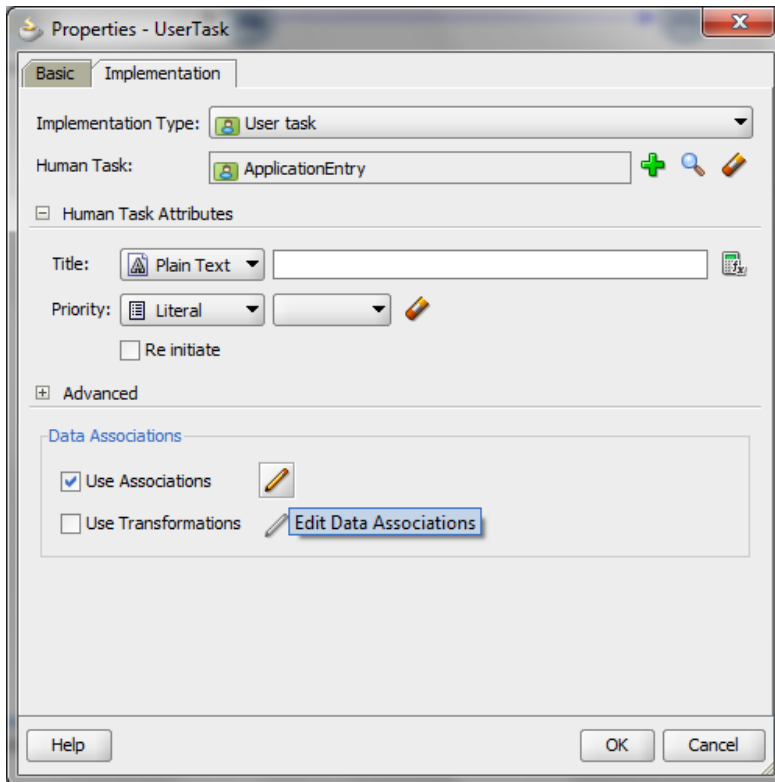 Properties - UserTask
Basic Implementation
Implementation Type: User task
Human Task: ApplicationEntry
Human Task Attributes
Title: Plain Text
Priority: Literal
Re initiate
Advanced
Data Associations
Use Associations
Use Transformations Edit Data Associations
Help OK Cancel